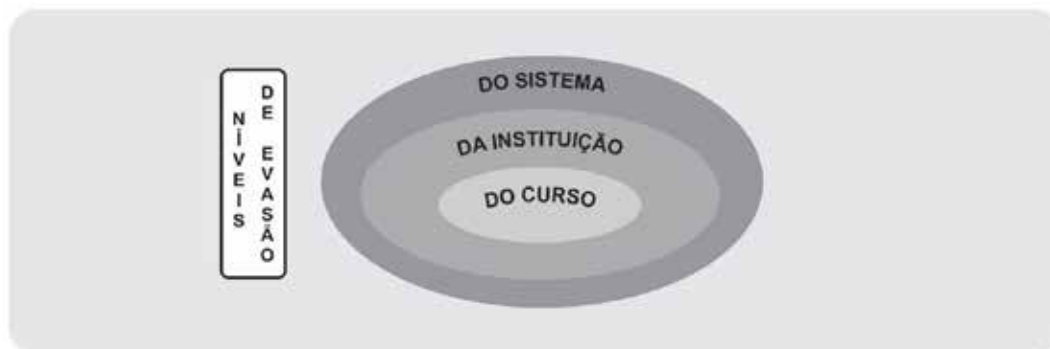 NÍVEIS
DE EVASÃO
DO SISTEMA
DA INSTITUIÇÃO
DO CURSO